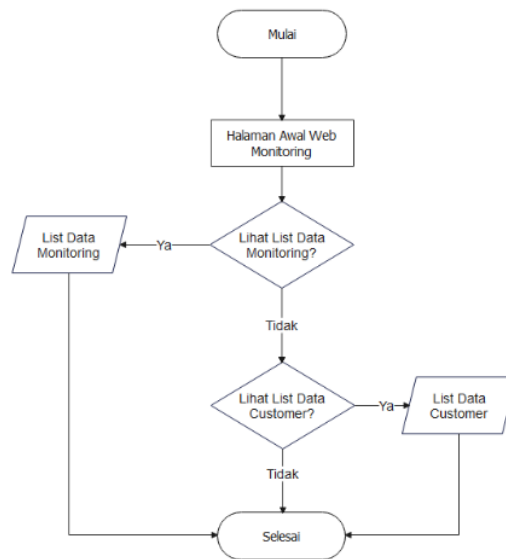 Mulai
Halaman Awal Web
Monitoring
Lihat List Data
Monitoring?
Ya
List Data
Monitoring
Tidak
Lihat List Data
Customer?
Ya
List Data
Customer
Tidak
Selesai